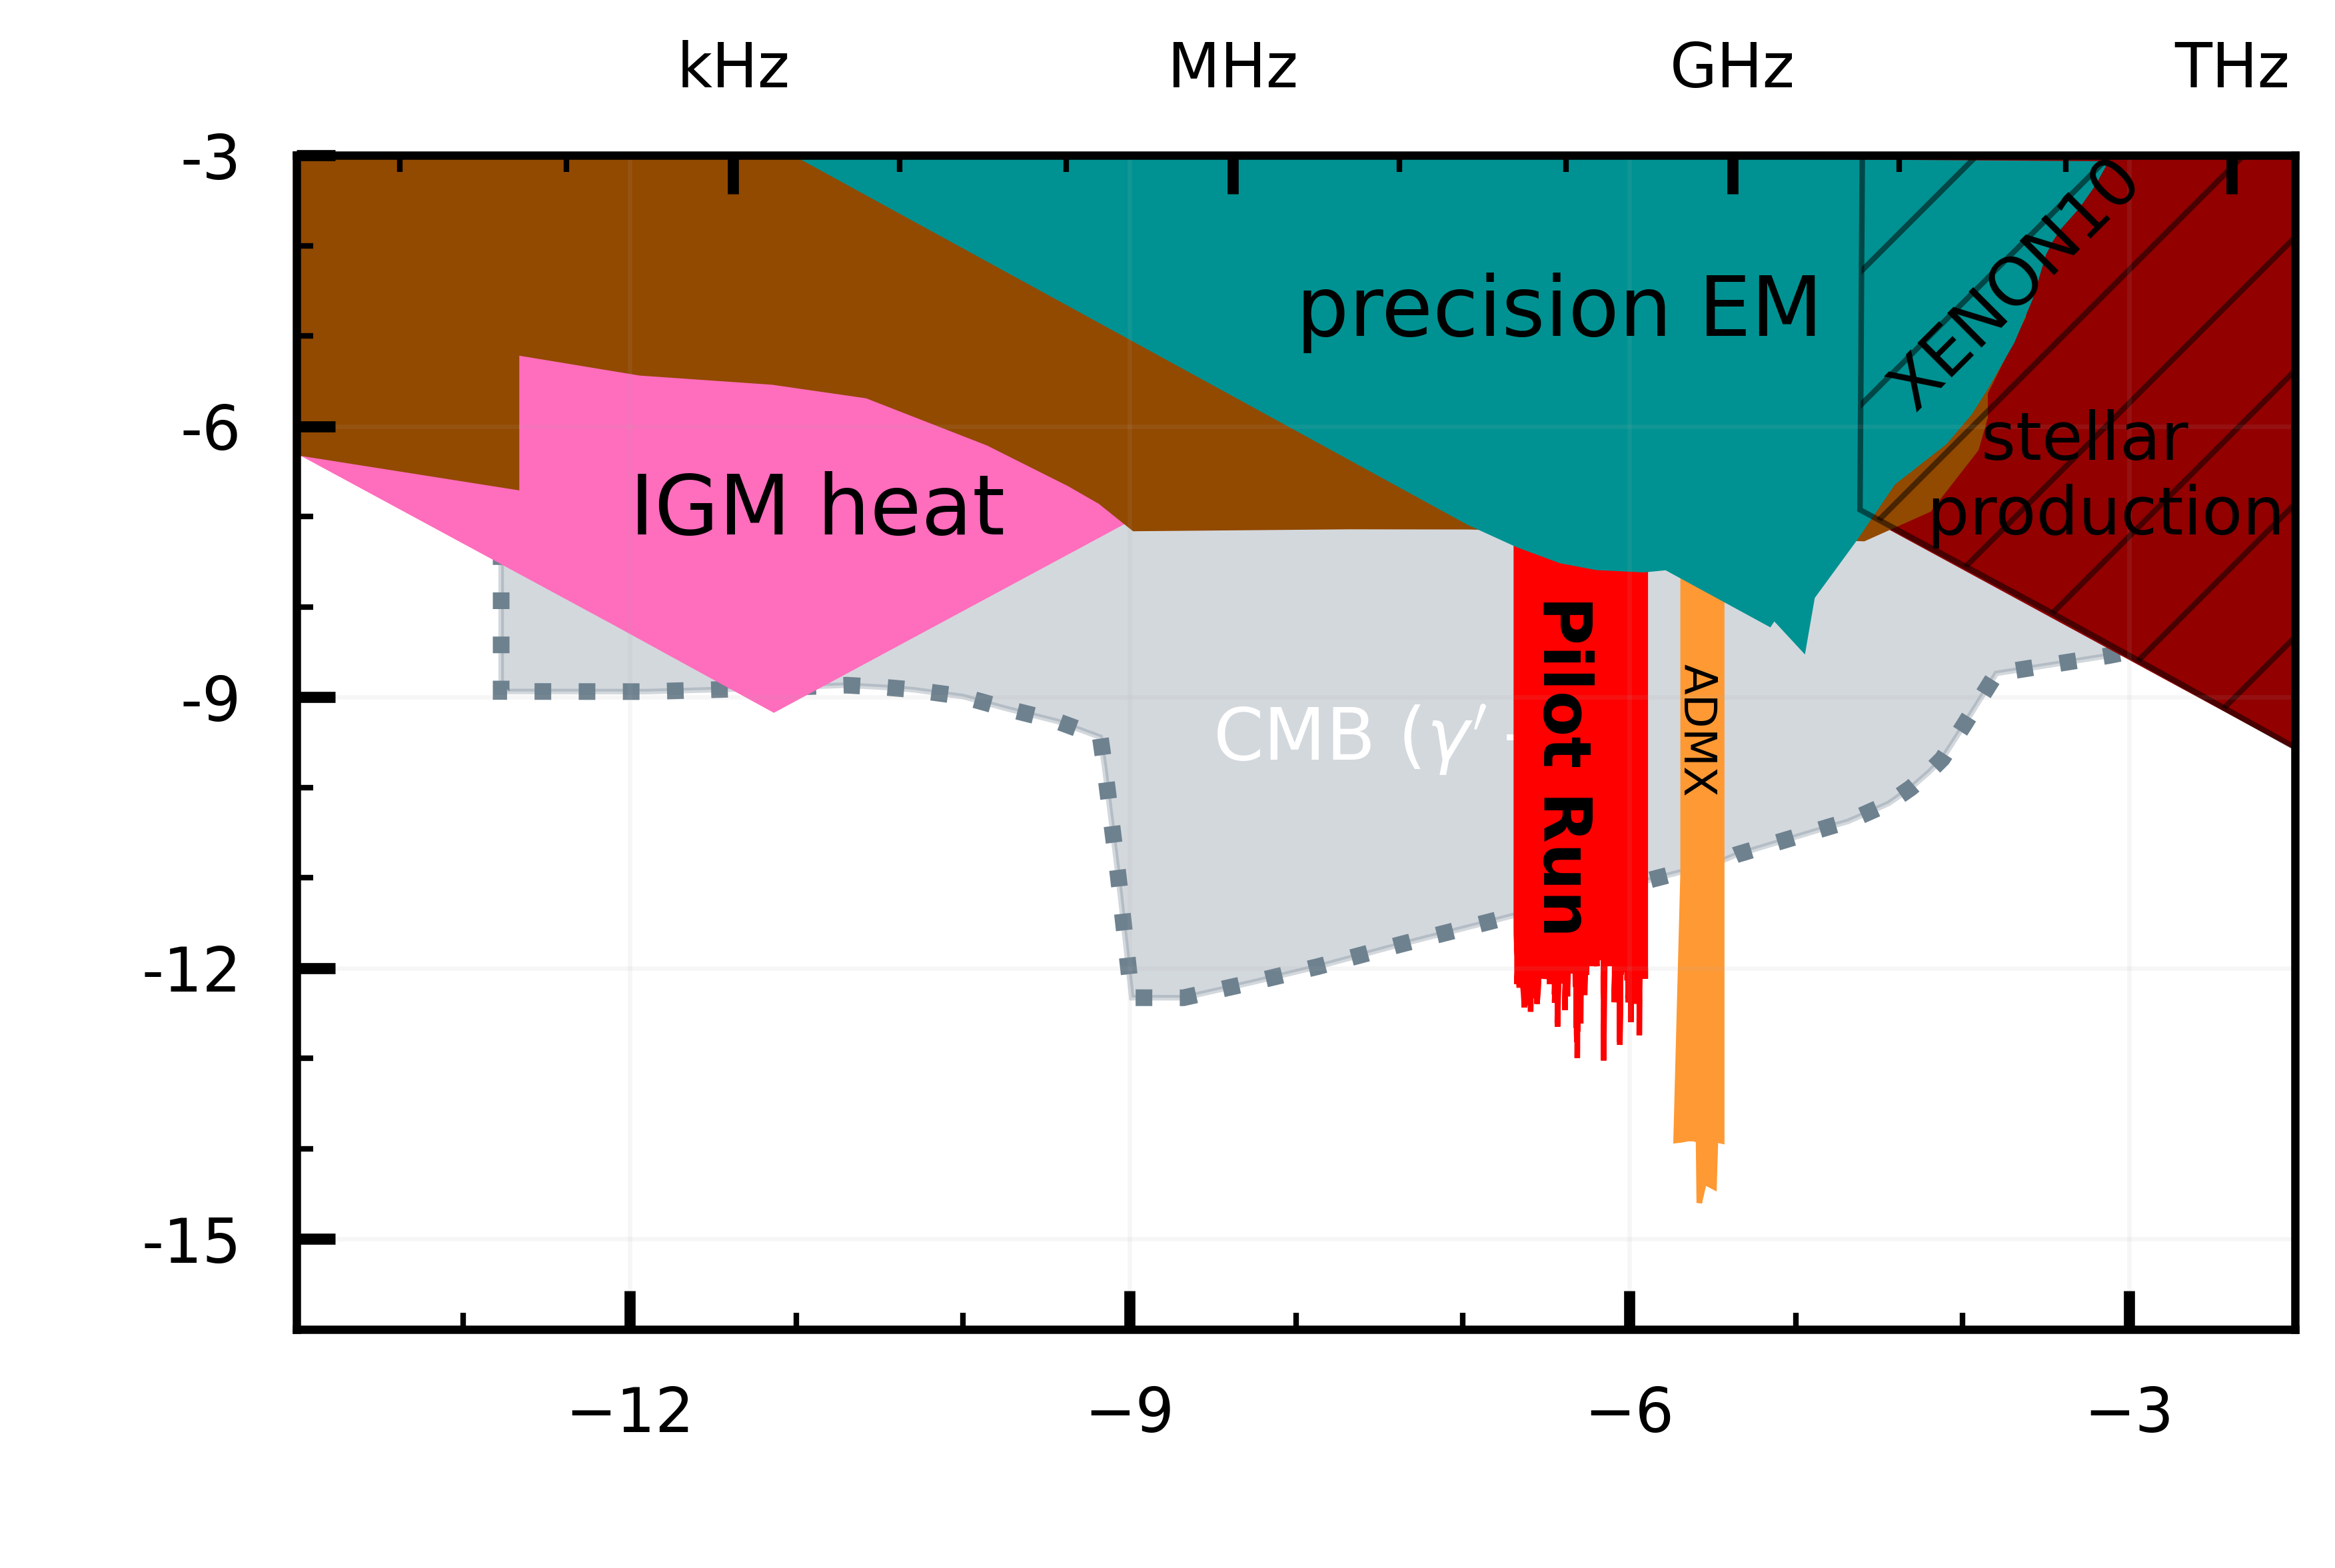 kHz MHz GHz THz
-3
-6
-9
-12
-15
precision EM
XENON10
stellar
production
IGM heat
CMB (γ′
Pilot Run
ADMX
−12 −9 −6 −3